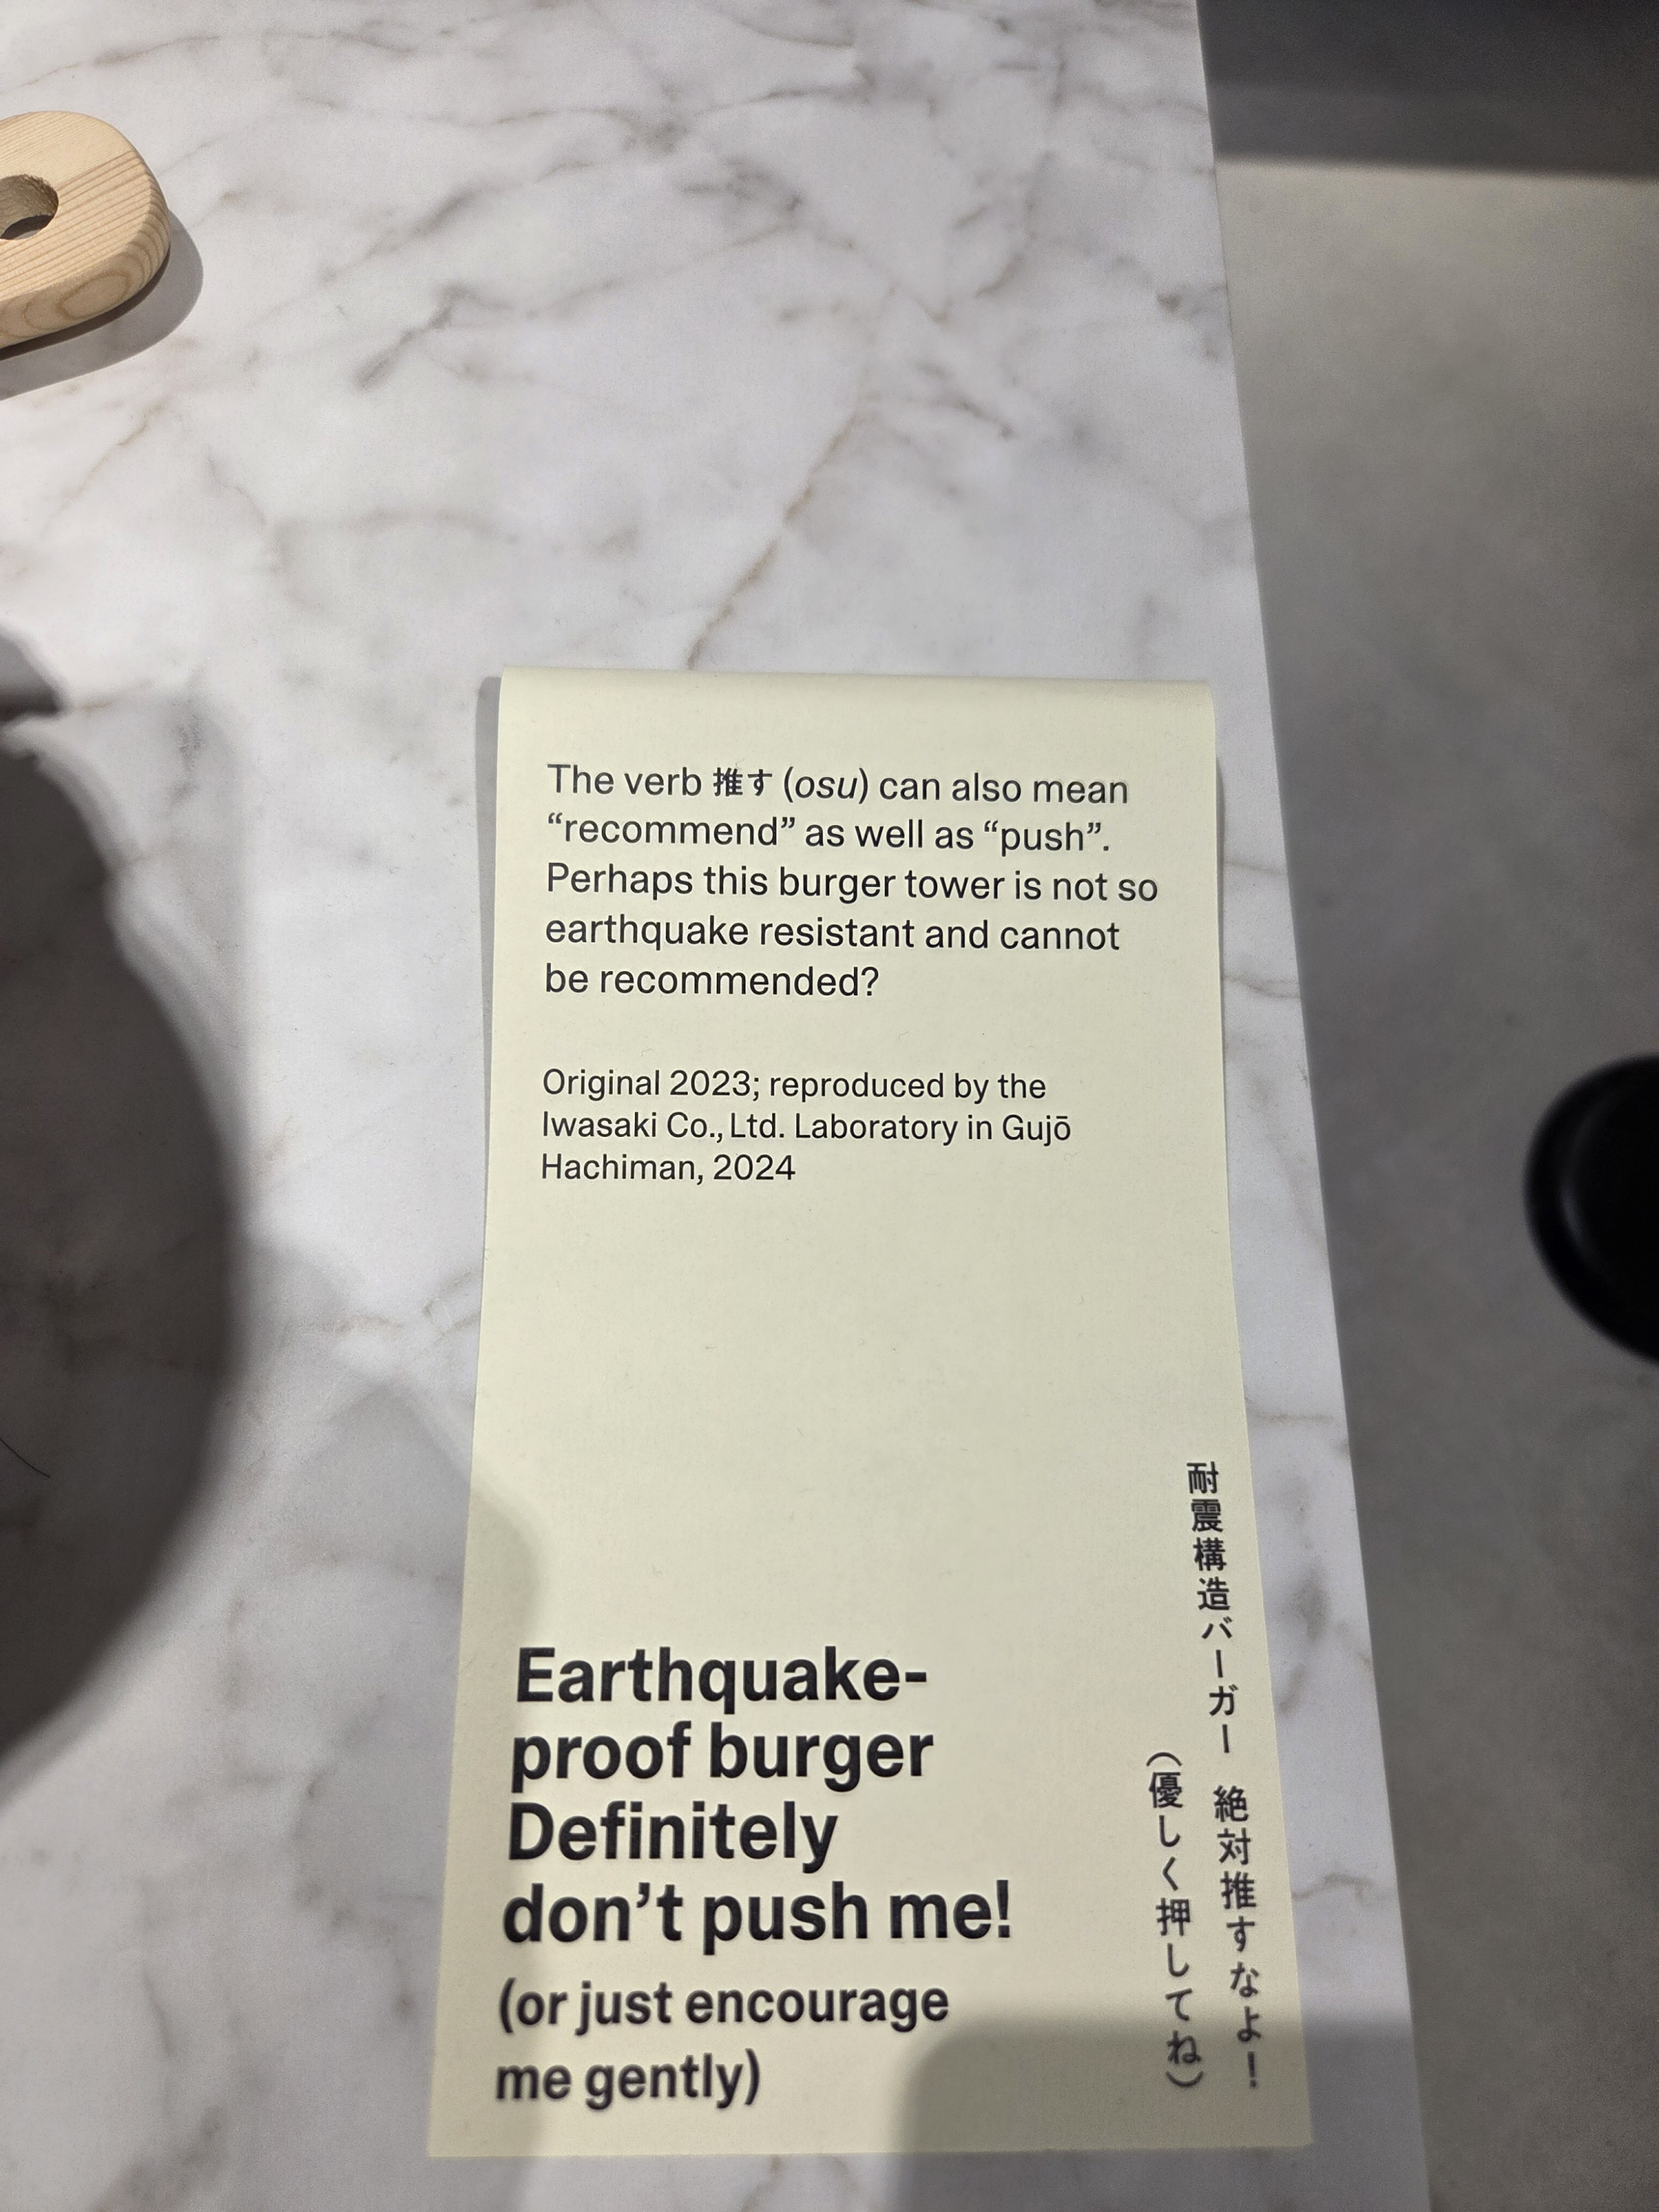 The verb 推す (osu) can also mean
“recommend” as well as “push”.
Perhaps this burger tower is not so
earthquake resistant and cannot
be recommended?
Original 2023; reproduced by the
Iwasaki Co., Ltd. Laboratory in Gujō
Hachiman, 2024
Earthquake-
proof burger
Definitely
don’t push me!
(or just encourage
me gently)
耐震構造バーガー 絶対推すなよ！
（優しく押してね）